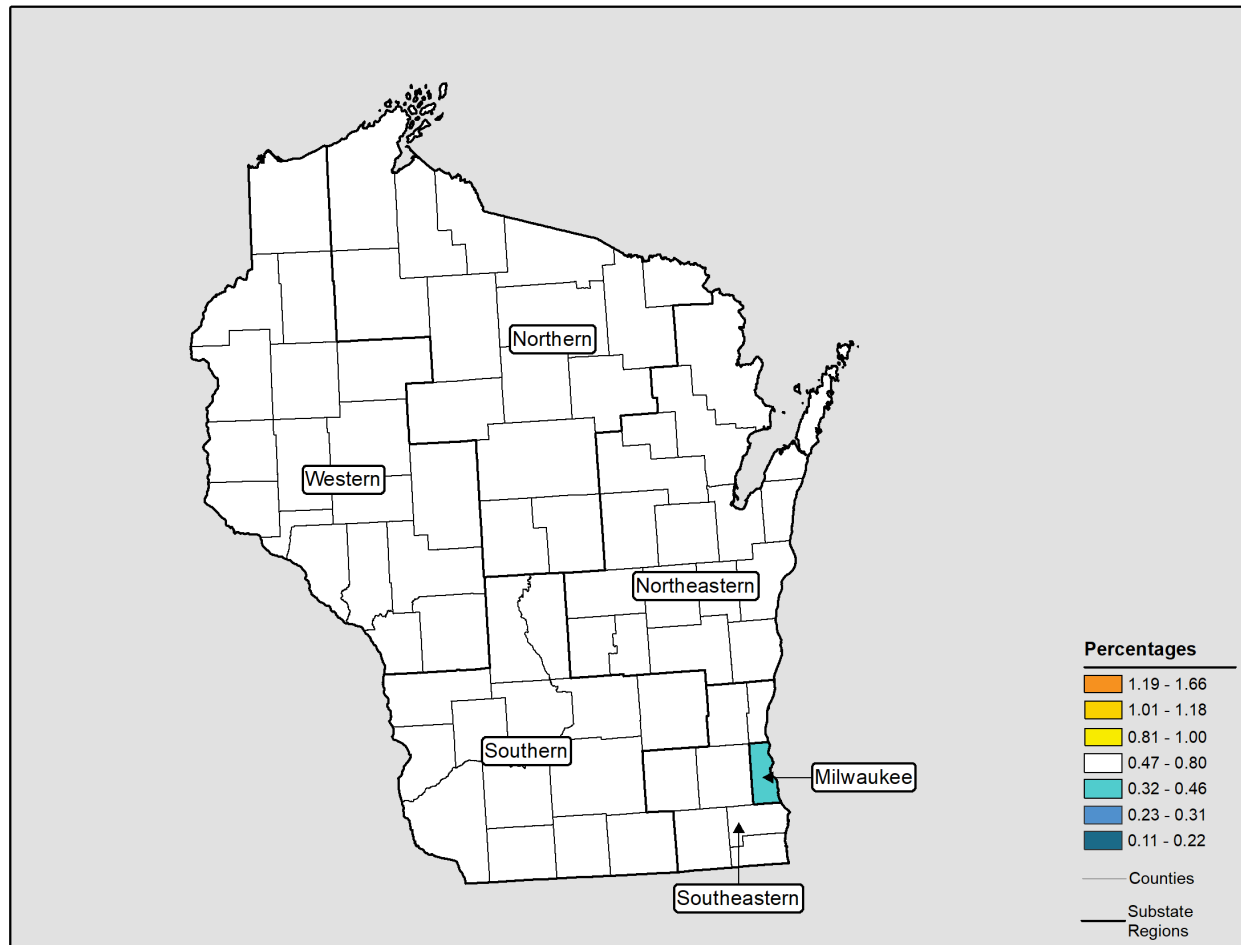 Northern
Western
Northeastern
Southern
Milwaukee
Southeastern
Percentages
1.19 - 1.66
1.01 - 1.18
0.81 - 1.00
0.47 - 0.80
0.32 - 0.46
0.23 - 0.31
0.11 - 0.22
Counties
Substate
Regions